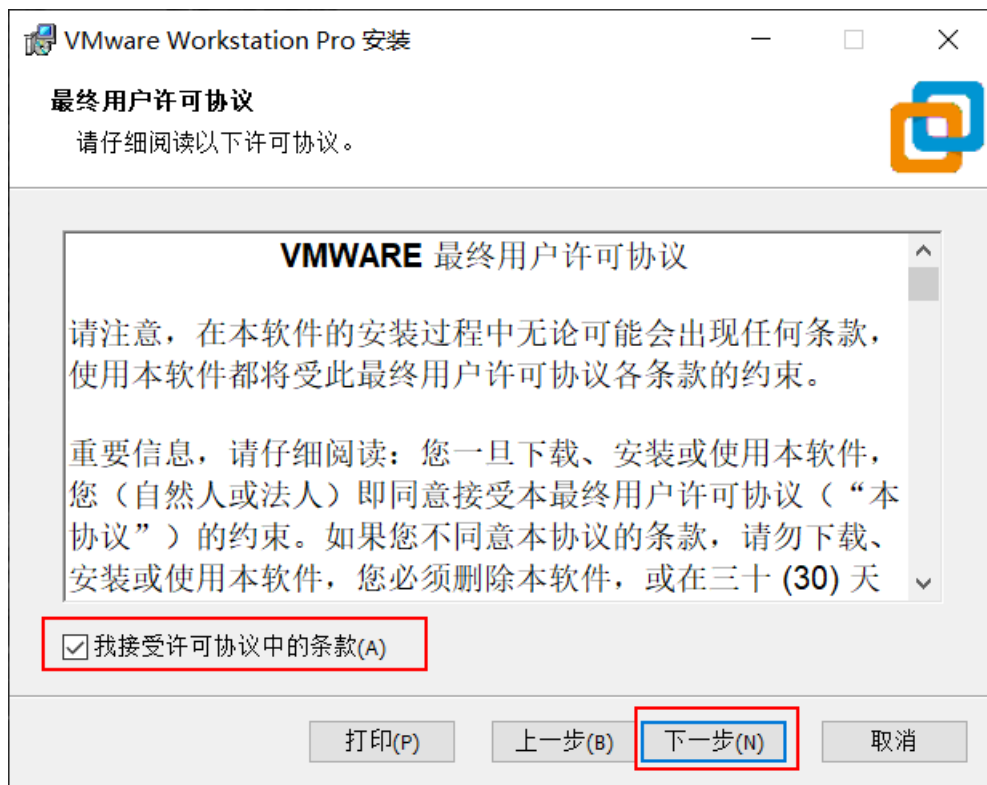 VMware Workstation Pro 安装
最终用户许可协议
请仔细阅读以下许可协议。
VMWARE 最终用户许可协议
请注意，在本软件的安装过程中无论可能会出现任何条款，
使用本软件都将受此最终用户许可协议各条款的约束。
重要信息，请仔细阅读：您一旦下载、安装或使用本软件，
您（自然人或法人）即同意接受本最终用户许可协议（“本
协议”）的约束。如果您不同意本协议的条款，请勿下载、
安装或使用本软件，您必须删除本软件，或在三十 (30) 天
我接受许可协议中的条款(A)
打印(P) 上一步(B) 下一步(N) 取消